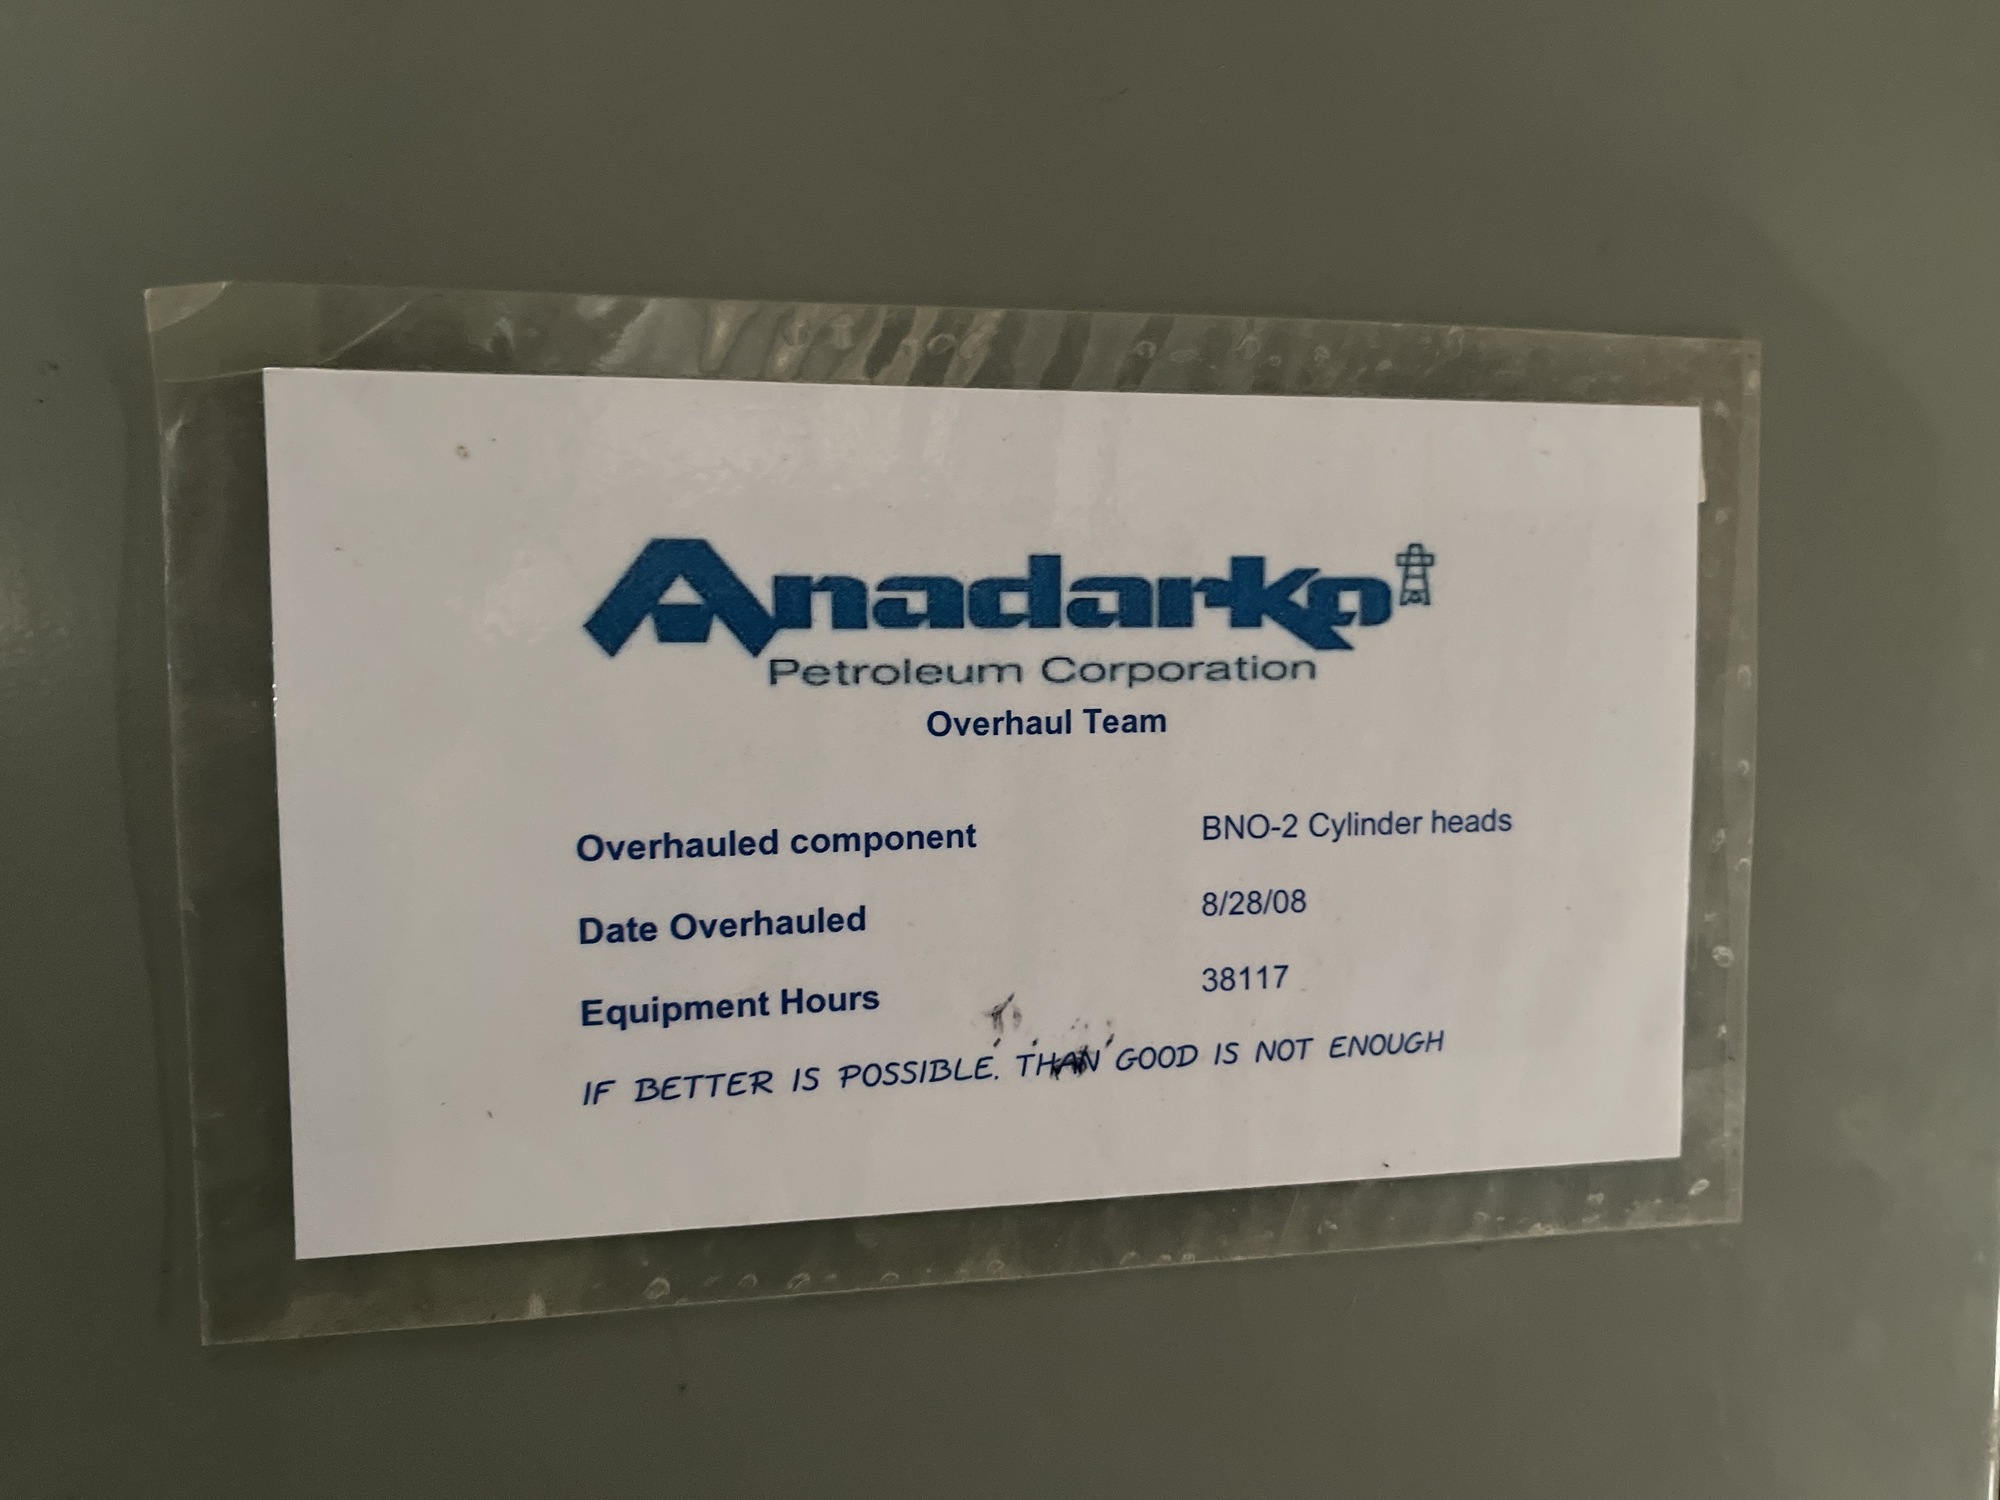 Anadarko
Petroleum Corporation
Overhaul Team
Overhauled component BNO-2 Cylinder heads
Date Overhauled 8/28/08
Equipment Hours 38117
IF BETTER IS POSSIBLE. THAN GOOD IS NOT ENOUGH